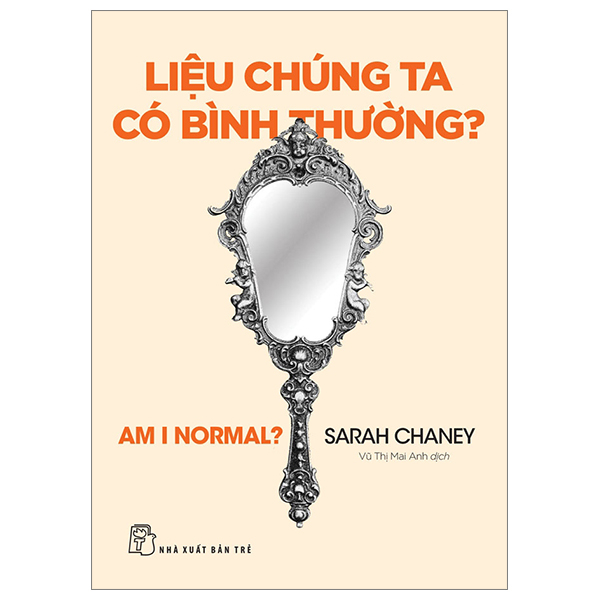 LIỆU CHÚNG TA
CÓ BÌNH THƯỜNG?
AM I NORMAL?
SARAH CHANEY
Vũ Thị Mai Anh dịch
NHÀ XUẤT BẢN TRẺ